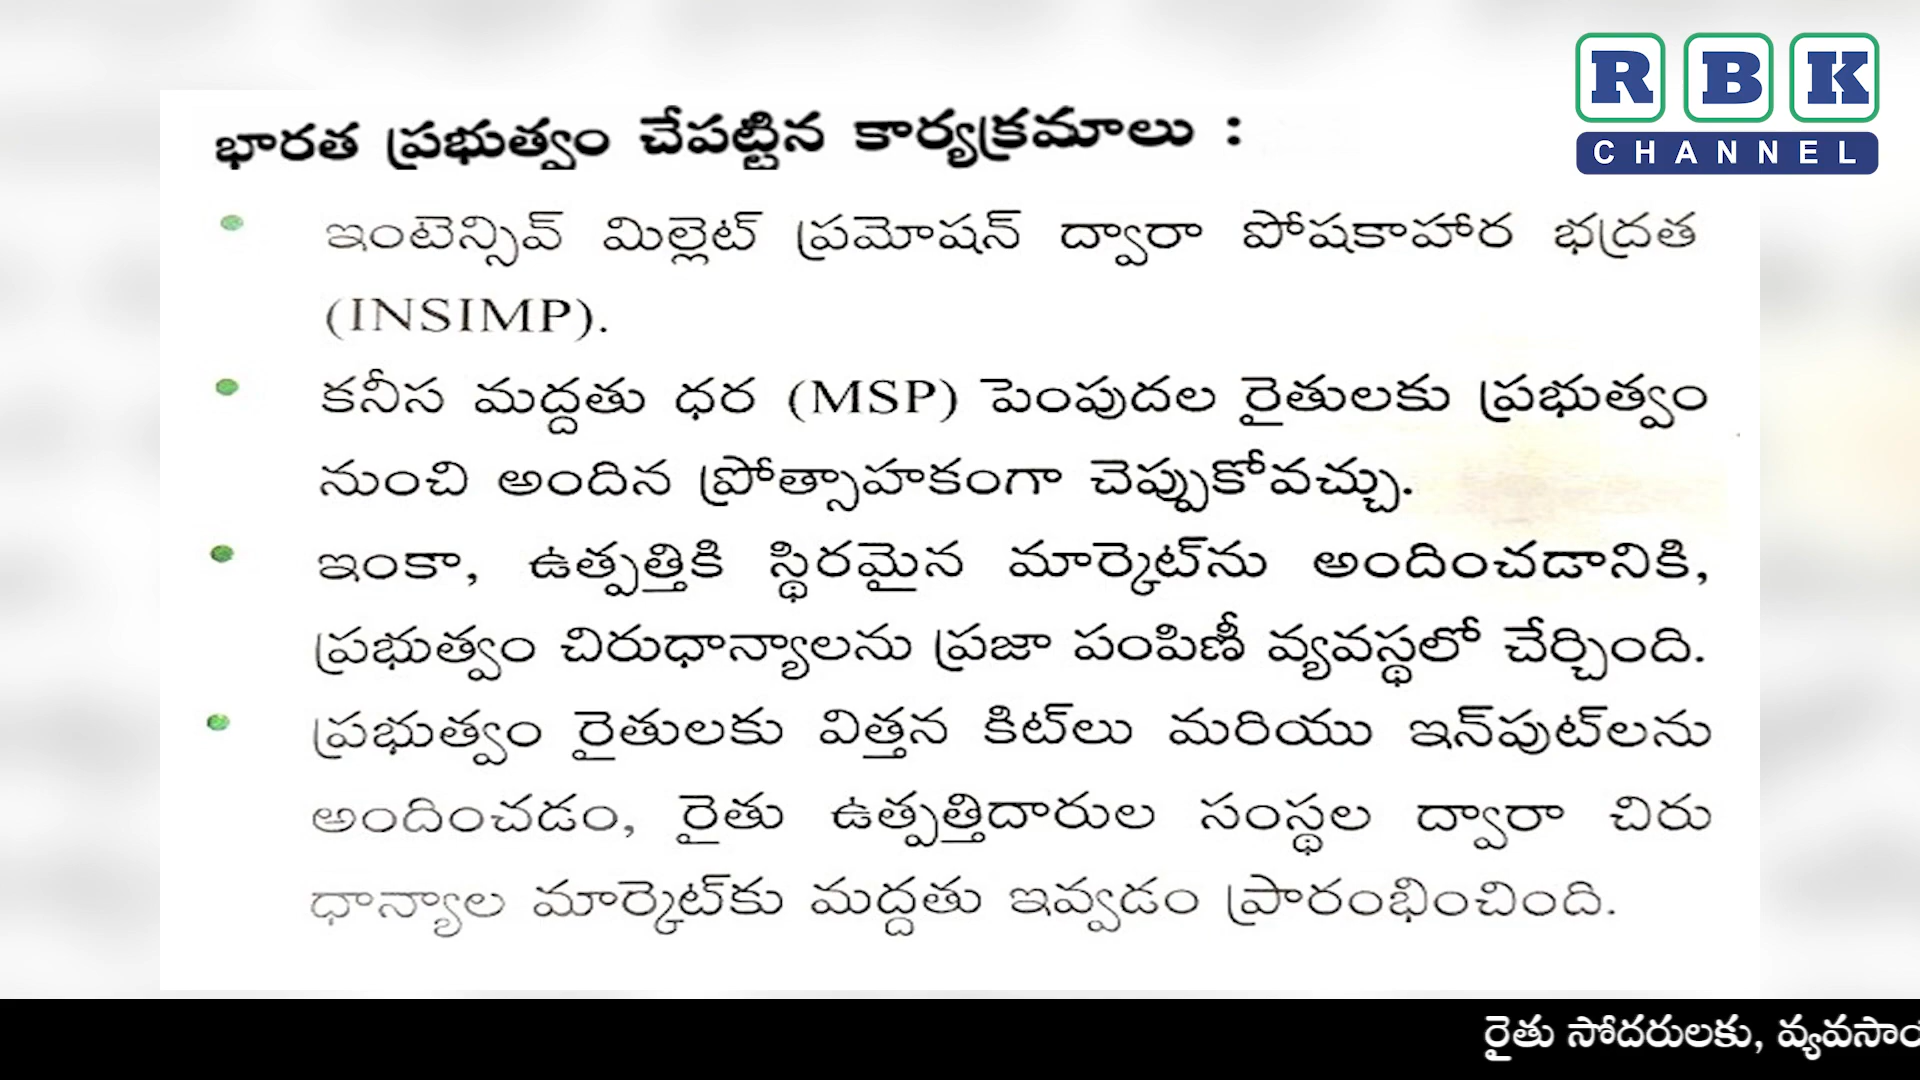 R B K
CHANNEL
భారత ప్రభుత్వం చేపట్టిన కార్యక్రమాలు :
• ఇంటెన్సివ్ మిల్లెట్ ప్రమోషన్ ద్వారా పోషకాహార భద్రత
(INSIMP).
• కనీస మద్దతు ధర (MSP) పెంపుదల రైతులకు ప్రభుత్వం
నుంచి అందిన ప్రోత్సాహకంగా చెప్పుకోవచ్చు.
• ఇంకా, ఉత్పత్తికి స్థిరమైన మార్కెట్‌ను అందించడానికి,
ప్రభుత్వం చిరుధాన్యాలను ప్రజా పంపిణీ వ్యవస్థలో చేర్చింది.
• ప్రభుత్వం రైతులకు విత్తన కిట్‌లు మరియు ఇన్‌పుట్‌లను
అందించడం, రైతు ఉత్పత్తిదారుల సంస్థల ద్వారా చిరు
ధాన్యాల మార్కెట్‌కు మద్దతు ఇవ్వడం ప్రారంభించింది.
రైతు సోదరులకు,